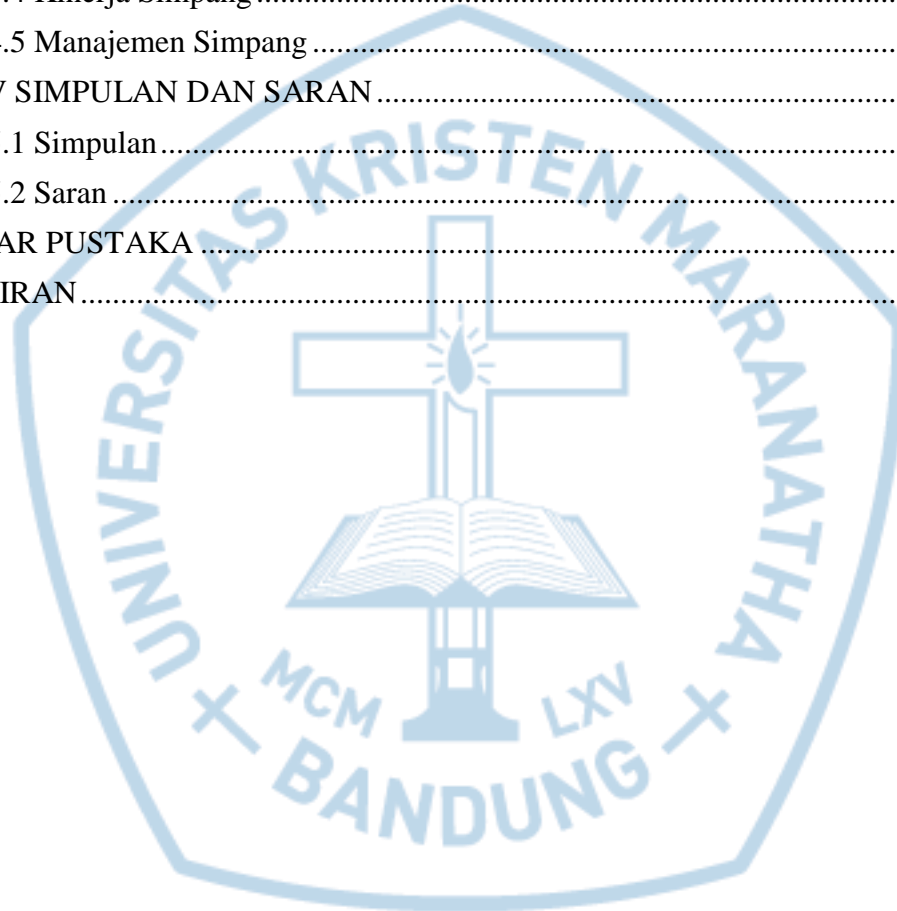 .4 Kinerja Simpang ........................................................................
.5 Manajemen Simpang ........................................................................
V SIMPULAN DAN SARAN ........................................................................
.1 Simpulan ........................................................................
.2 Saran ........................................................................
AR PUSTAKA ........................................................................
IRAN ........................................................................
UNIVERSITAS KRISTEN MARANATHA
MCM LXV
BANDUNG